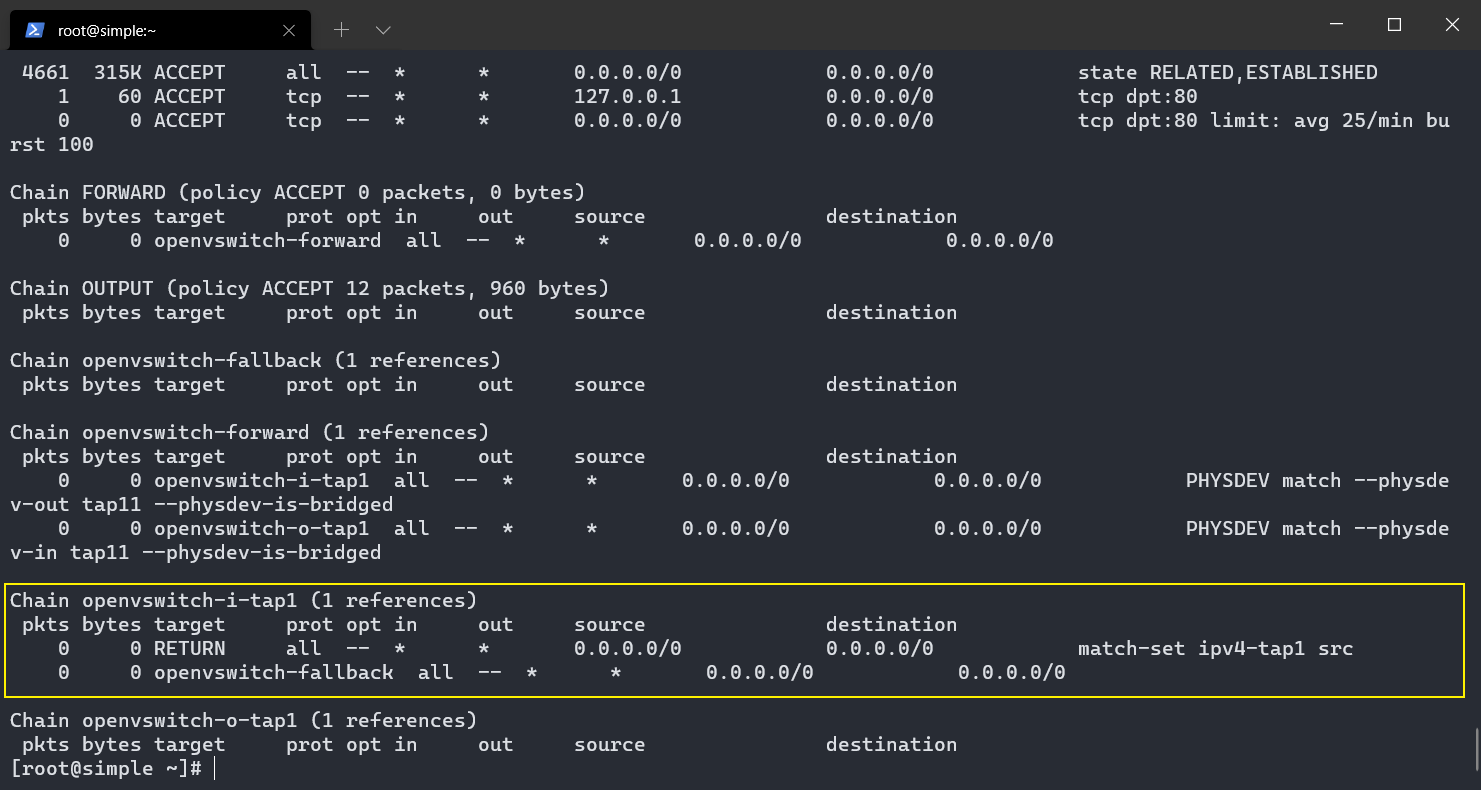 root@simple:~
 4661  315K ACCEPT     all  --  *      *       0.0.0.0/0            0.0.0.0/0            state RELATED,ESTABLISHED
    1    60 ACCEPT     tcp  --  *      *       127.0.0.1            0.0.0.0/0            tcp dpt:80
    0     0 ACCEPT     tcp  --  *      *       0.0.0.0/0            0.0.0.0/0            tcp dpt:80 limit: avg 25/min bu
rst 100
Chain FORWARD (policy ACCEPT 0 packets, 0 bytes)
 pkts bytes target     prot opt in     out     source               destination
    0     0 openvswitch-forward  all  --  *      *       0.0.0.0/0            0.0.0.0/0
Chain OUTPUT (policy ACCEPT 12 packets, 960 bytes)
 pkts bytes target     prot opt in     out     source               destination
Chain openvswitch-fallback (1 references)
 pkts bytes target     prot opt in     out     source               destination
Chain openvswitch-forward (1 references)
 pkts bytes target     prot opt in     out     source               destination
    0     0 openvswitch-i-tap1  all  --  *      *       0.0.0.0/0            0.0.0.0/0            PHYSDEV match --physde
v-out tap11 --physdev-is-bridged
    0     0 openvswitch-o-tap1  all  --  *      *       0.0.0.0/0            0.0.0.0/0            PHYSDEV match --physde
v-in tap11 --physdev-is-bridged
Chain openvswitch-i-tap1 (1 references)
 pkts bytes target     prot opt in     out     source               destination
    0     0 RETURN     all  --  *      *       0.0.0.0/0            0.0.0.0/0            match-set ipv4-tap1 src
    0     0 openvswitch-fallback  all  --  *      *       0.0.0.0/0            0.0.0.0/0
Chain openvswitch-o-tap1 (1 references)
 pkts bytes target     prot opt in     out     source               destination
[root@simple ~]#